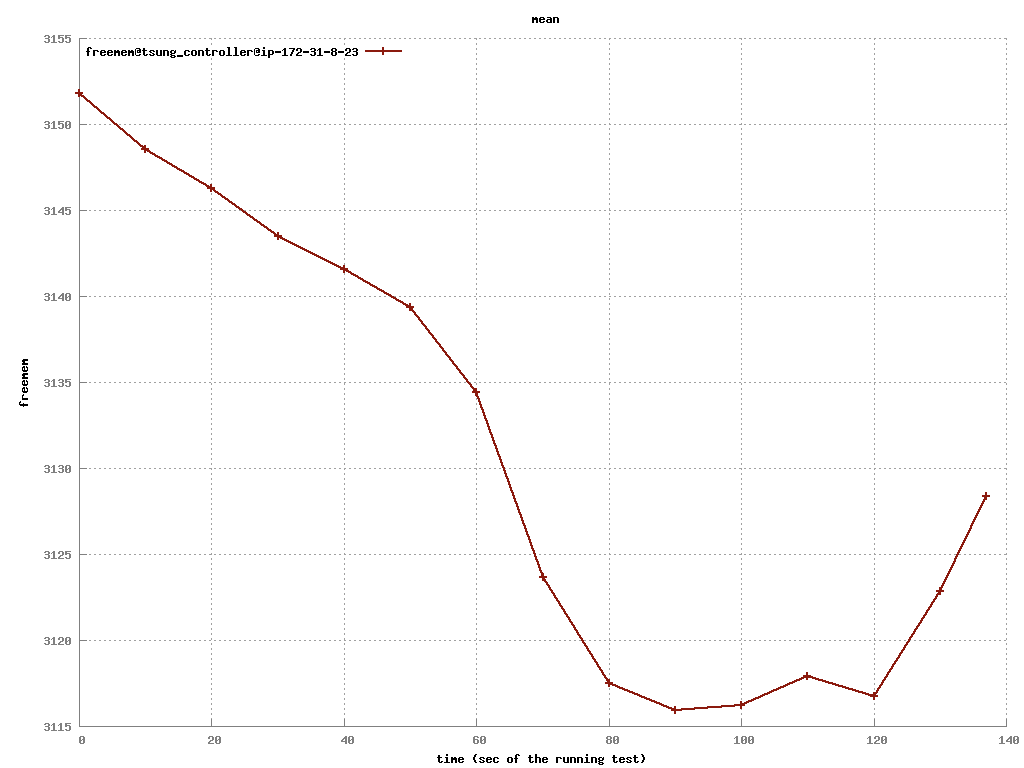 mean
freemem@tsung_controller@ip-172-31-8-23
3155
3150
3145
3140
3135
3130
3125
3120
3115
freemem
0 20 40 60 80 100 120 140
time (sec of the running test)